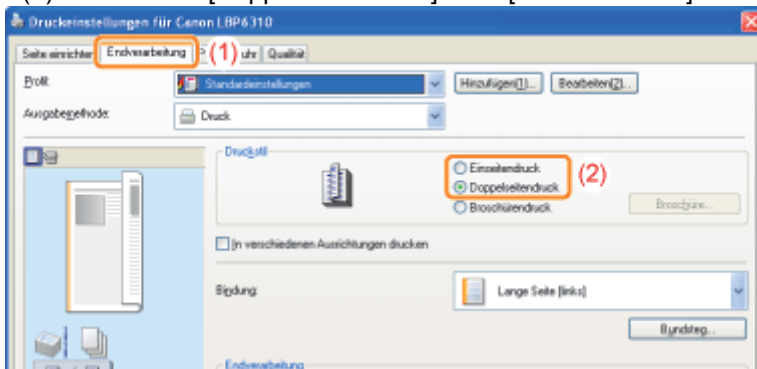 Druckeinstellungen für Canon LBP6310
Seite einrichten Endverarbeitung (1) Qualität
Profil: Standardeinstellungen Hinzufügen(1)... Bearbeiten(2)...
Ausgabemethode: Druck
Druckstil
Einseitendruck
Doppelseitendruck (2)
Broschürendruck Broschüre...
In verschiedenen Ausrichtungen drucken
Bindung: Lange Seite [links]
Bundsteg...
Endverarbeitung